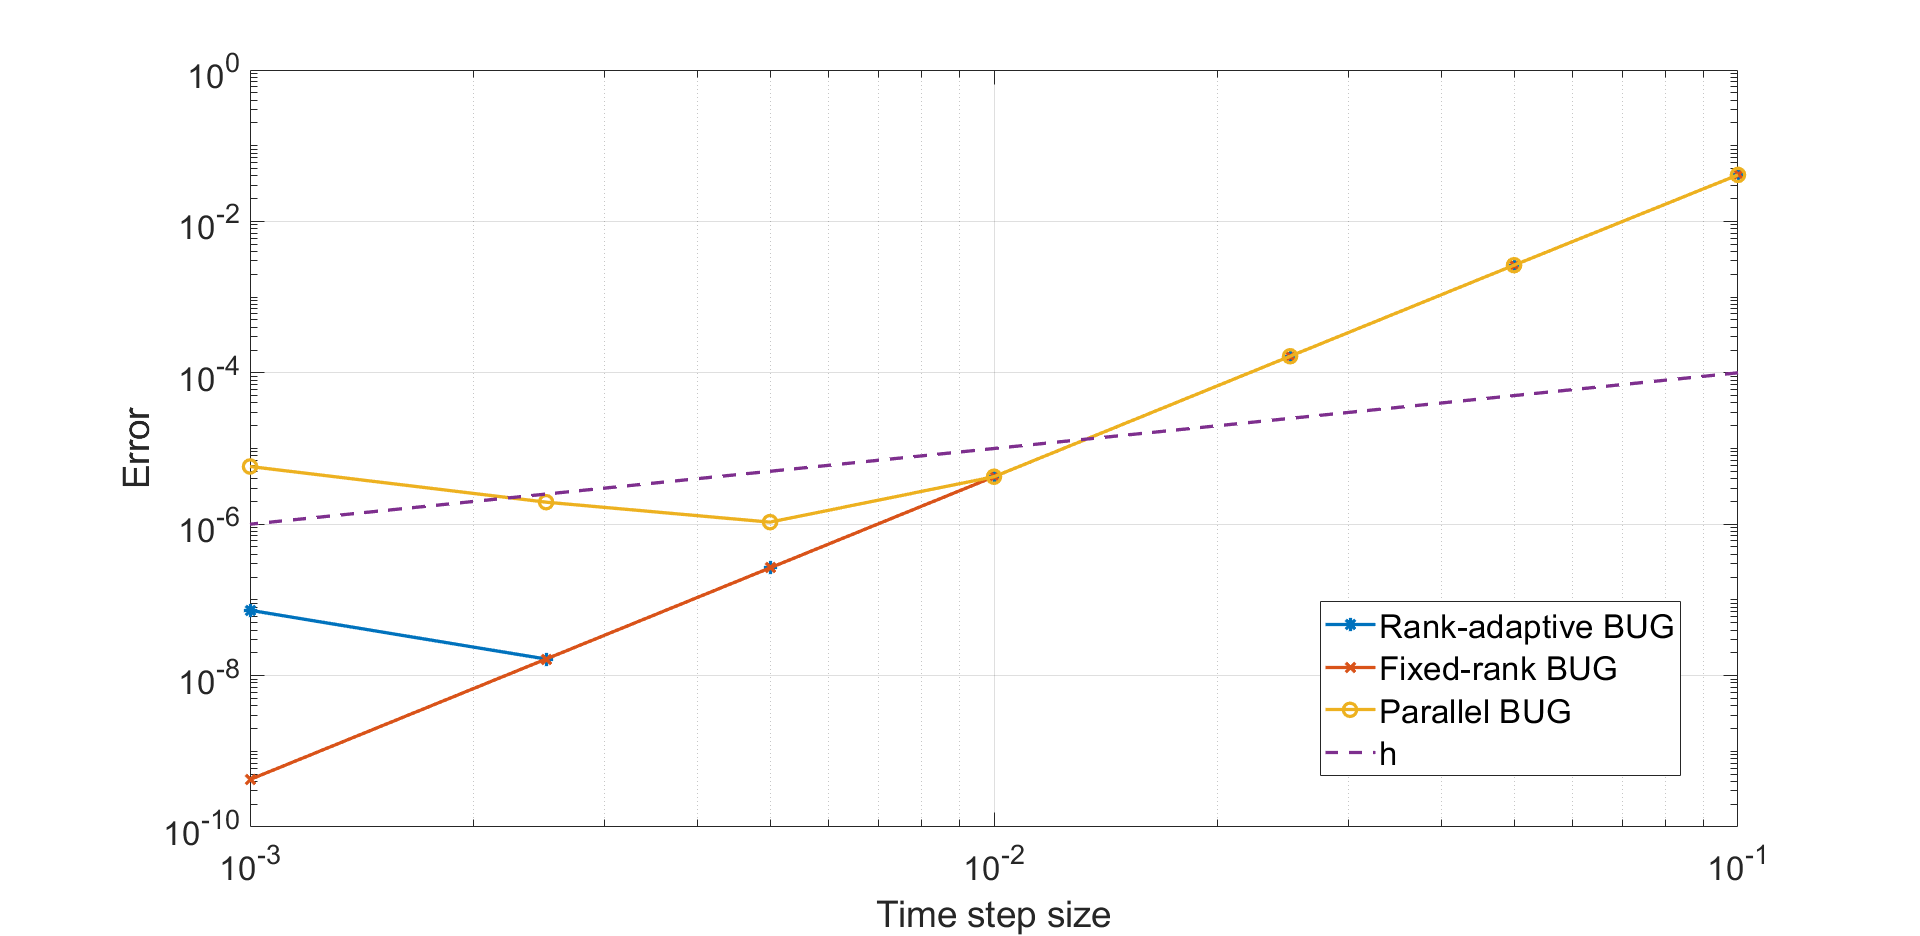 10^0
10^-2
10^-4
10^-6
10^-8
10^-10
Error
10^-3
10^-2
10^-1
Time step size
Rank-adaptive BUG
Fixed-rank BUG
Parallel BUG
h